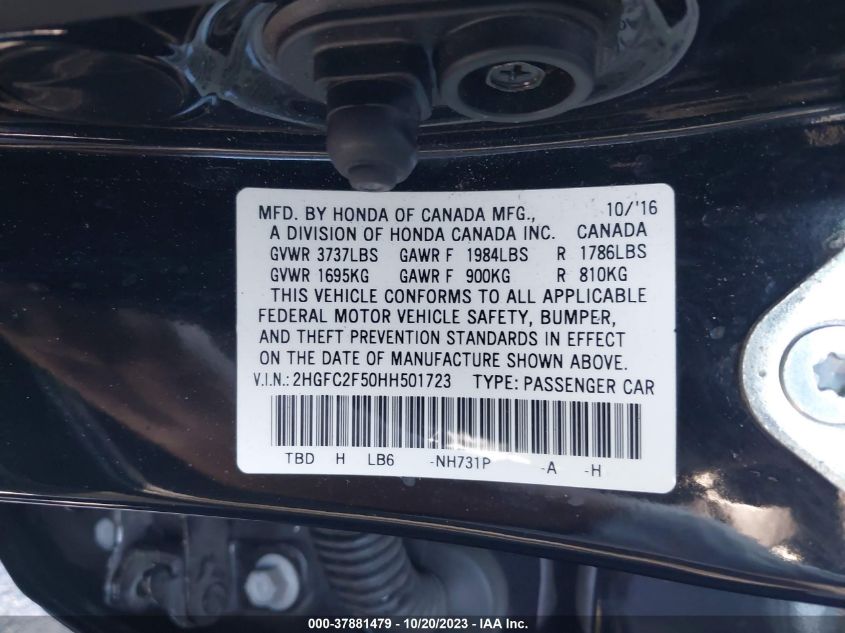 MFD. BY HONDA OF CANADA MFG., 10/'16
A DIVISION OF HONDA CANADA INC. CANADA
GVWR 3737LBS GAWR F 1984LBS R 1786LBS
GVWR 1695KG GAWR F 900KG R 810KG
THIS VEHICLE CONFORMS TO ALL APPLICABLE
FEDERAL MOTOR VEHICLE SAFETY, BUMPER,
AND THEFT PREVENTION STANDARDS IN EFFECT
ON THE DATE OF MANUFACTURE SHOWN ABOVE.
V.I.N.: 2HGFC2F50HH501723 TYPE: PASSENGER CAR
TBD H LB6 -NH731P -A -H
000-37881479 - 10/20/2023 - Copyright © 2023 - IAA Inc.